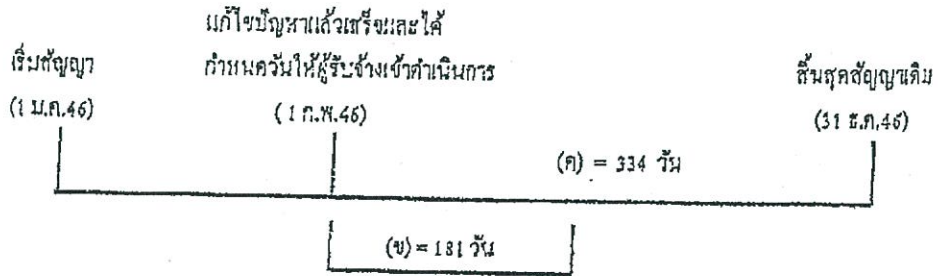 แก้ไขปัญหาแล้วเสร็จและได้
เริ่มสัญญา
กำหนดวันให้ผู้รับจ้างเข้าดำเนินการ
สิ้นสุดสัญญาเดิม
(1 ม.ค.46)
(1 ก.พ.46)
(31 ธ.ค.46)
(ค) = 334 วัน
(ข) = 181 วัน